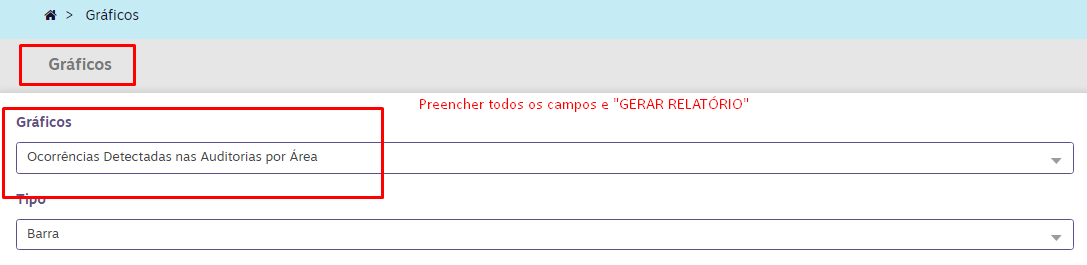 > Gráficos
Gráficos
Preencher todos os campos e "GERAR RELATÓRIO"
Gráficos
Ocorrências Detectadas nas Auditorias por Área
Tipo
Barra